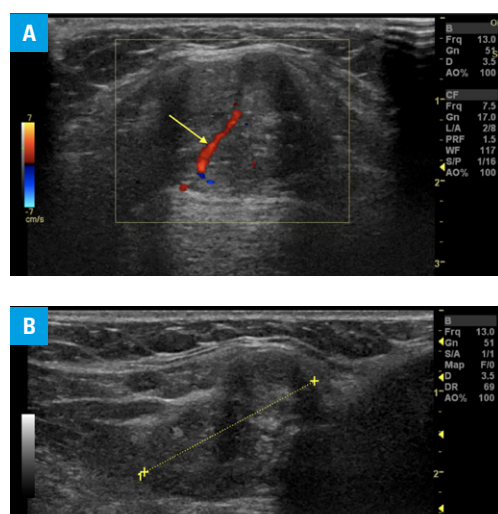 A
B
Frq 13.0
Gn 51
D 3.5
AO% 100
CF
Frq 7.5
Gn 17.0
L/A 2/8
PRF 1.5
WF 117
S/P 1/16
AO% 100
7
-7
cm/s
1
2
3
B
B
Frq 13.0
Gn 51
S/A 1/1
Map F/0
D 3.5
DR 69
AO% 100
1
2
1